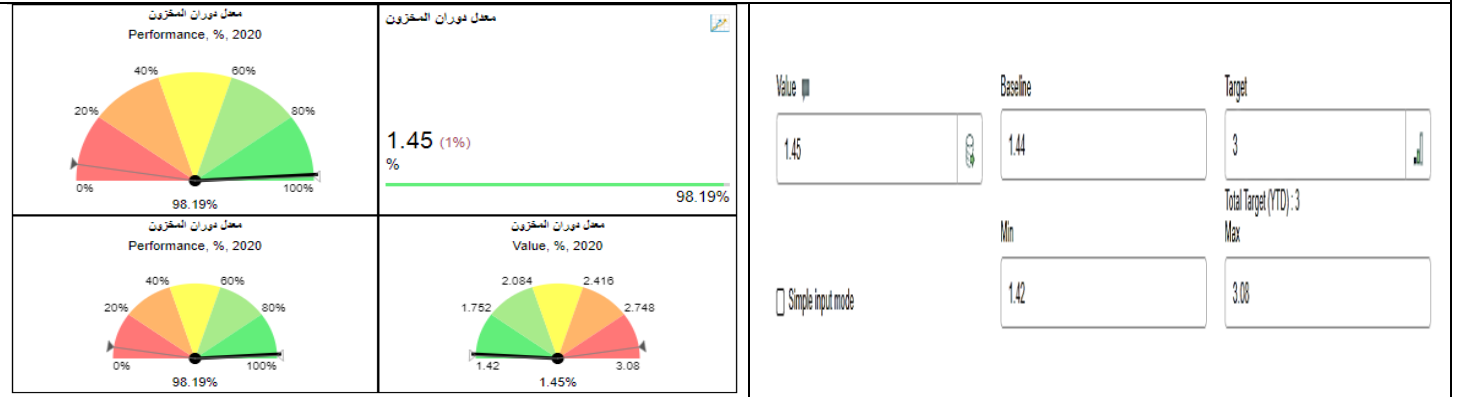 معدل دوران المخزون
Performance, %, 2020
40%
60%
20%
80%
0%
100%
98.19%
معدل دوران المخزون
1.45 (1%)
%
98.19%
معدل دوران المخزون
Performance, %, 2020
40%
60%
20%
80%
0%
100%
98.19%
معدل دوران المخزون
Value, %, 2020
2.084
2.416
1.752
2.748
1.42
3.08
1.45%
Value
Baseline
Target
1.45
1.44
3
Total Target (YTD) : 3
Min
Max
Simple input mode
1.42
3.08